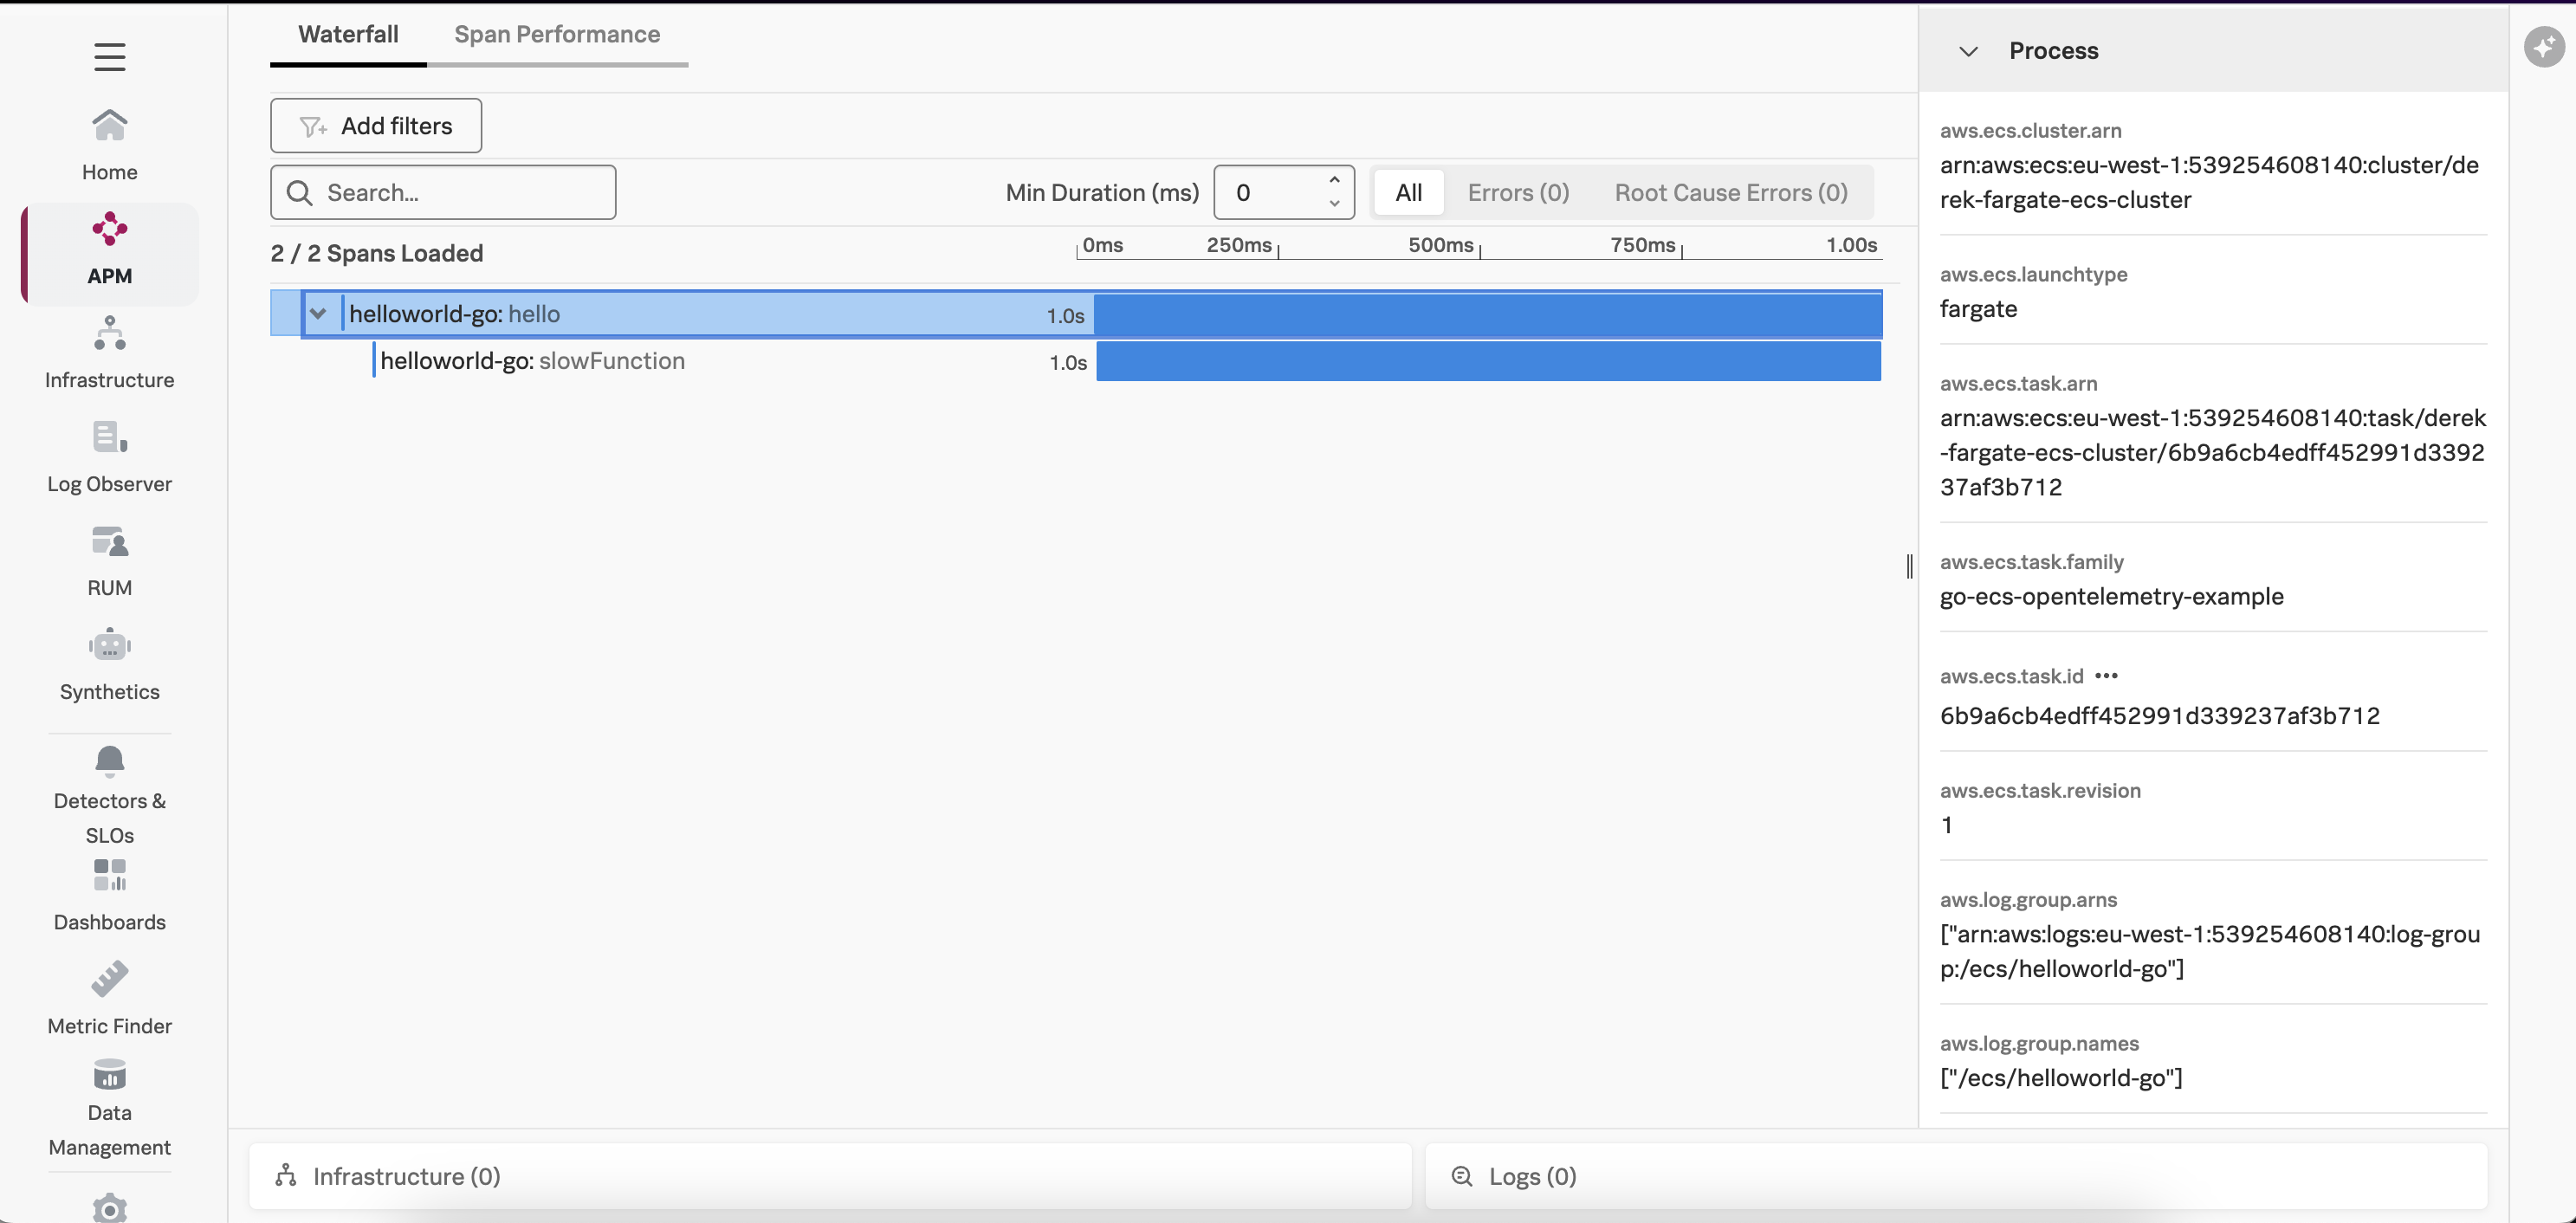 Home
APM
Infrastructure
Log Observer
RUM
Synthetics
Detectors &
SLOs
Dashboards
Metric Finder
Data
Management
Waterfall
Span Performance
Add filters
Search...
Min Duration (ms)
0
All
Errors (0)
Root Cause Errors (0)
2 / 2 Spans Loaded
0ms
250ms
500ms
750ms
1.00s
helloworld-go: hello
1.0s
helloworld-go: slowFunction
1.0s
Infrastructure (0)
Logs (0)
Process
aws.ecs.cluster.arn
arn:aws:ecs:eu-west-1:539254608140:cluster/de
rek-fargate-ecs-cluster
aws.ecs.launchtype
fargate
aws.ecs.task.arn
arn:aws:ecs:eu-west-1:539254608140:task/derek
-fargate-ecs-cluster/6b9a6cb4edff452991d3392
37af3b712
aws.ecs.task.family
go-ecs-opentelemetry-example
aws.ecs.task.id •••
6b9a6cb4edff452991d339237af3b712
aws.ecs.task.revision
1
aws.log.group.arns
["arn:aws:logs:eu-west-1:539254608140:log-grou
p:/ecs/helloworld-go"]
aws.log.group.names
["/ecs/helloworld-go"]